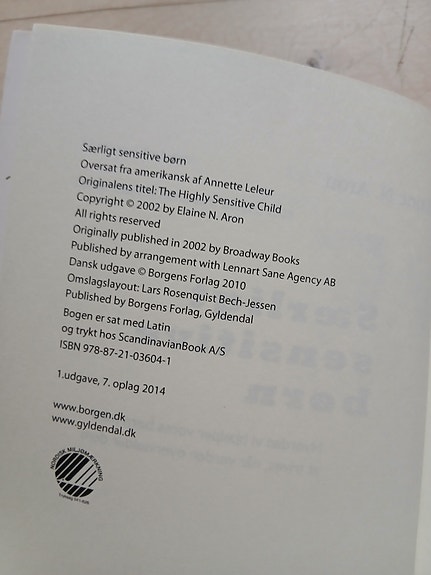 Særligt sensitive børn
Oversat fra amerikansk af Annette Leleur
Originalens titel: The Highly Sensitive Child
Copyright © 2002 by Elaine N. Aron
All rights reserved
Originally published in 2002 by Broadway Books
Published by arrangement with Lennart Sane Agency AB
Dansk udgave © Borgens Forlag 2010
Omslagslayout: Lars Rosenquist Bech-Jessen
Published by Borgens Forlag, Gyldendal
Bogen er sat med Latin
og trykt hos ScandinavianBook A/S
ISBN 978-87-21-03604-1
1.udgave, 7. oplag 2014
www.borgen.dk
www.gyldendal.dk
NORDISK MILJØMÆRKNING